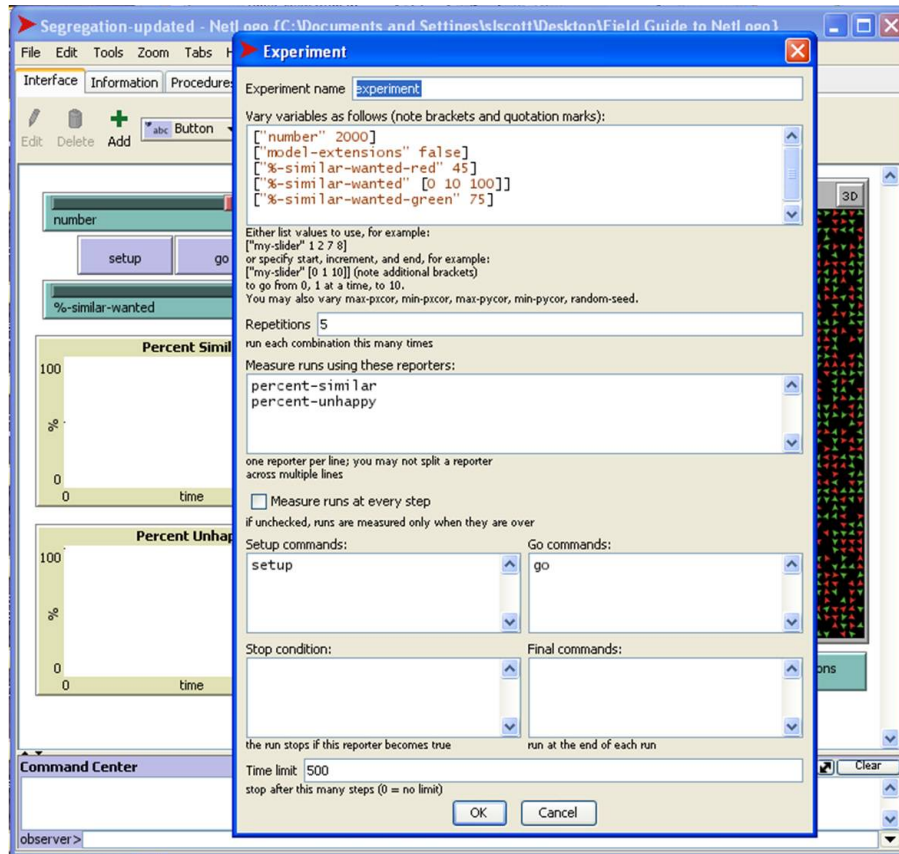 Segregation-updated - NetLogo {C:\Documents and Settings\slscott\Desktop\Field Guide to NetLogo}
File Edit Tools Zoom Tabs H
Interface Information Procedures
Edit Delete Add abc Button
number
setup go
%-similar-wanted
Percent Simil
100
%
0
0 time
Percent Unhap
100
%
0
0 time
3D
ons
Command Center
Clear
observer>
Experiment
Experiment name experiment
Vary variables as follows (note brackets and quotation marks):
["number" 2000]
["model-extensions" false]
["%-similar-wanted-red" 45]
["%-similar-wanted" [0 10 100]]
["%-similar-wanted-green" 75]
Either list values to use, for example:
["my-slider" 1 2 7 8]
or specify start, increment, and end, for example:
["my-slider" [0 1 10]] (note additional brackets)
to go from 0, 1 at a time, to 10.
You may also vary max-pxcor, min-pxcor, max-pycor, min-pycor, random-seed.
Repetitions 5
run each combination this many times
Measure runs using these reporters:
percent-similar
percent-unhappy
one reporter per line; you may not split a reporter
across multiple lines
Measure runs at every step
if unchecked, runs are measured only when they are over
Setup commands: Go commands:
setup go
Stop condition: Final commands:
the run stops if this reporter becomes true run at the end of each run
Time limit 500
stop after this many steps (0 = no limit)
OK Cancel